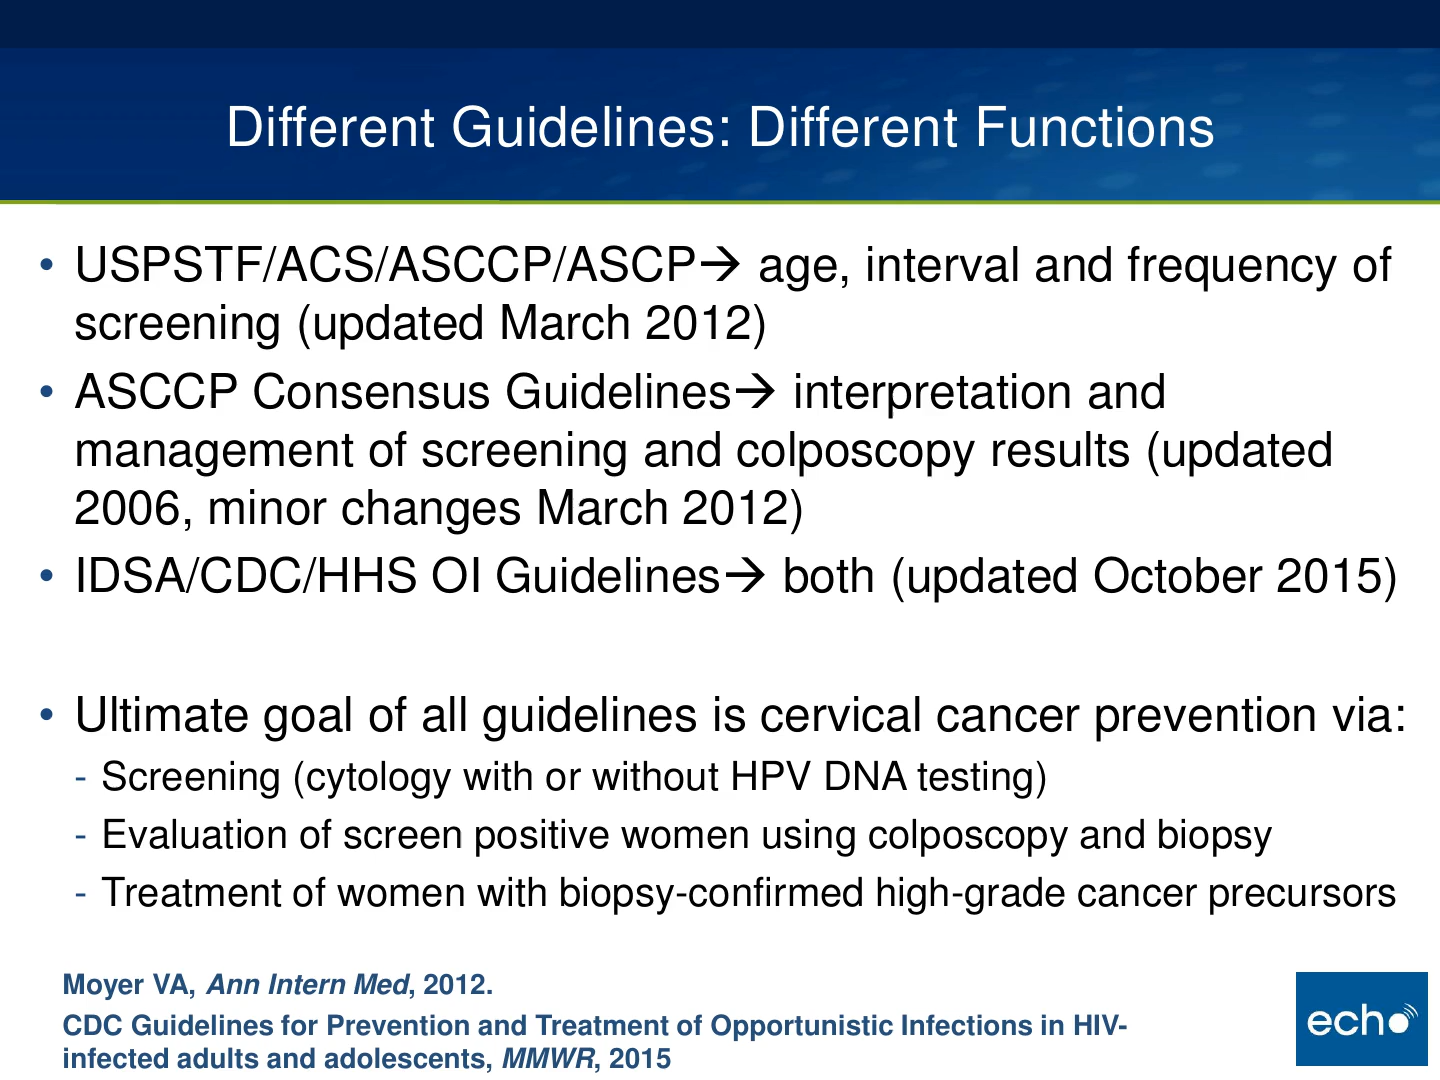 Different Guidelines: Different Functions
• USPSTF/ACS/ASCCP/ASCP→ age, interval and frequency of
screening (updated March 2012)
• ASCCP Consensus Guidelines→ interpretation and
management of screening and colposcopy results (updated
2006, minor changes March 2012)
• IDSA/CDC/HHS OI Guidelines→ both (updated October 2015)
• Ultimate goal of all guidelines is cervical cancer prevention via:
- Screening (cytology with or without HPV DNA testing)
- Evaluation of screen positive women using colposcopy and biopsy
- Treatment of women with biopsy-confirmed high-grade cancer precursors
Moyer VA, Ann Intern Med, 2012.
CDC Guidelines for Prevention and Treatment of Opportunistic Infections in HIV-
infected adults and adolescents, MMWR, 2015
echo